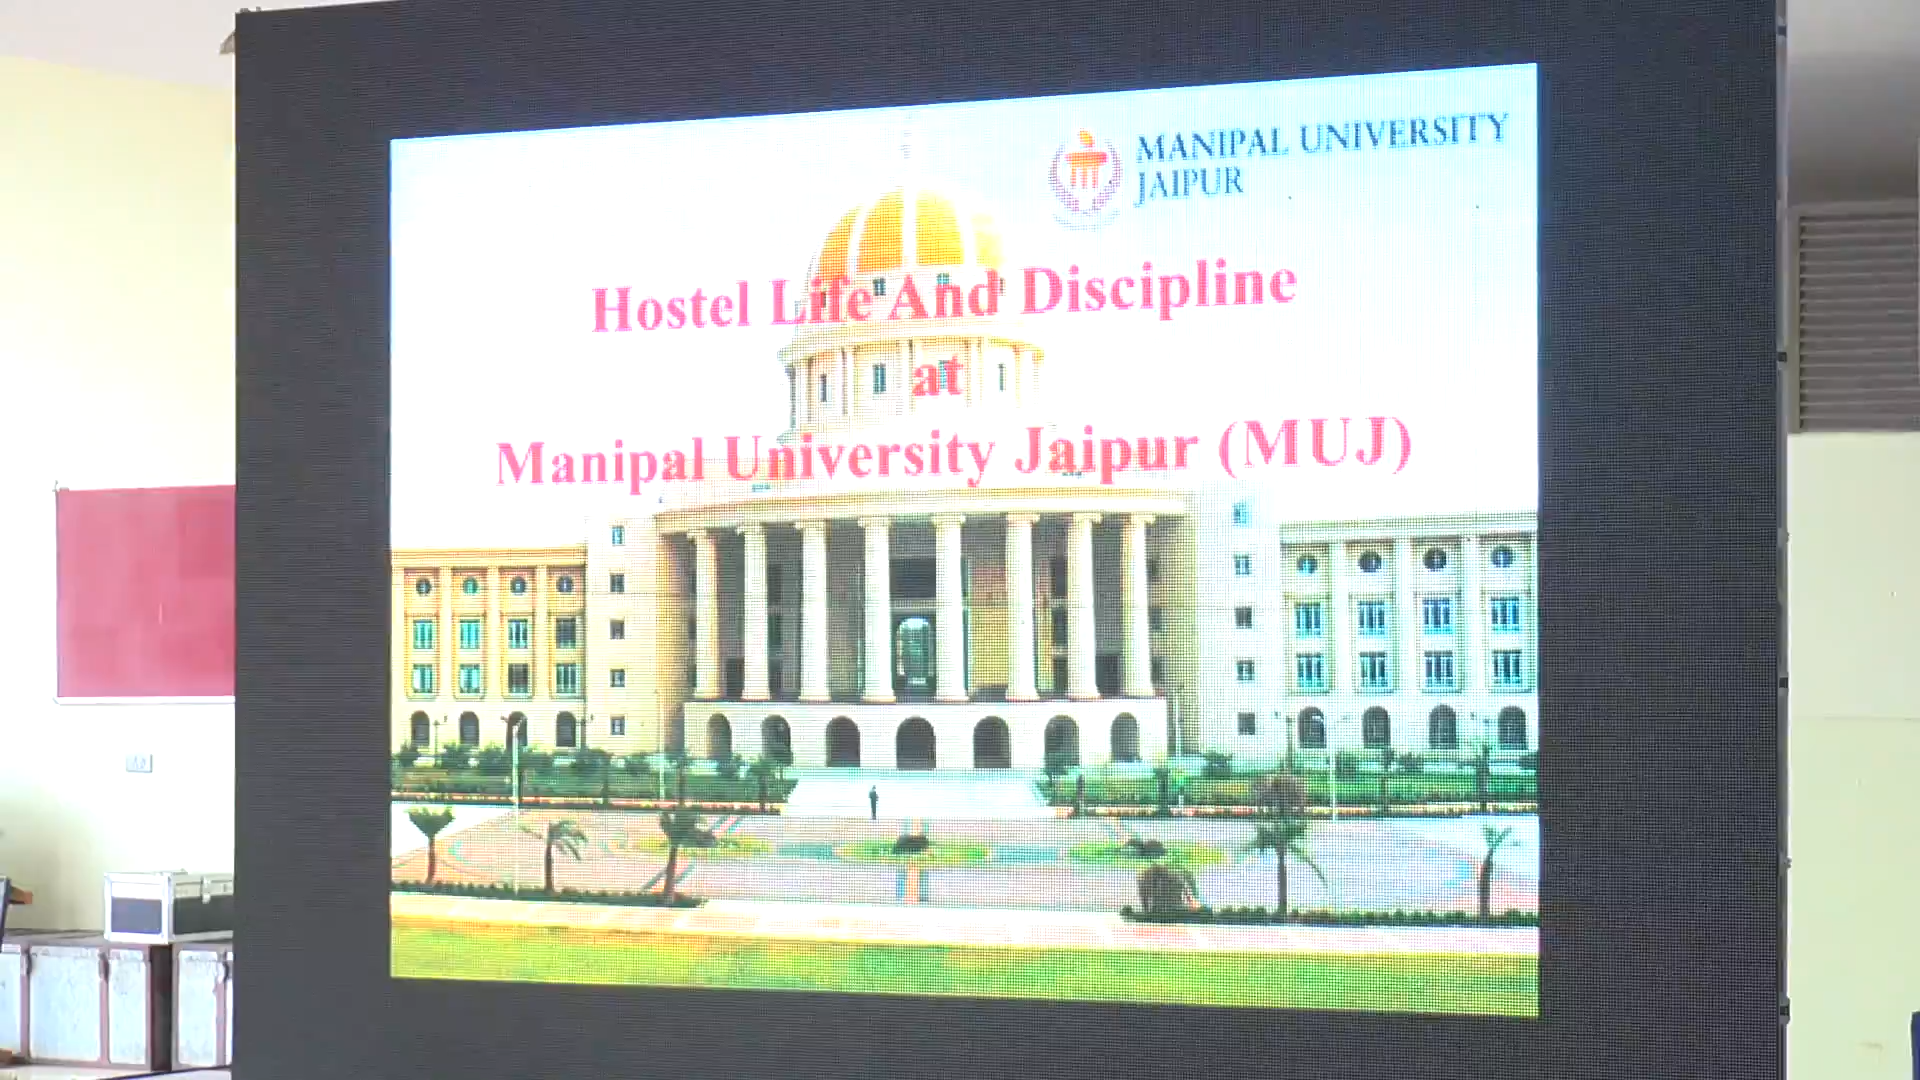 MANIPAL UNIVERSITY
JAIPUR
Hostel Life And Discipline
at
Manipal University Jaipur (MUJ)